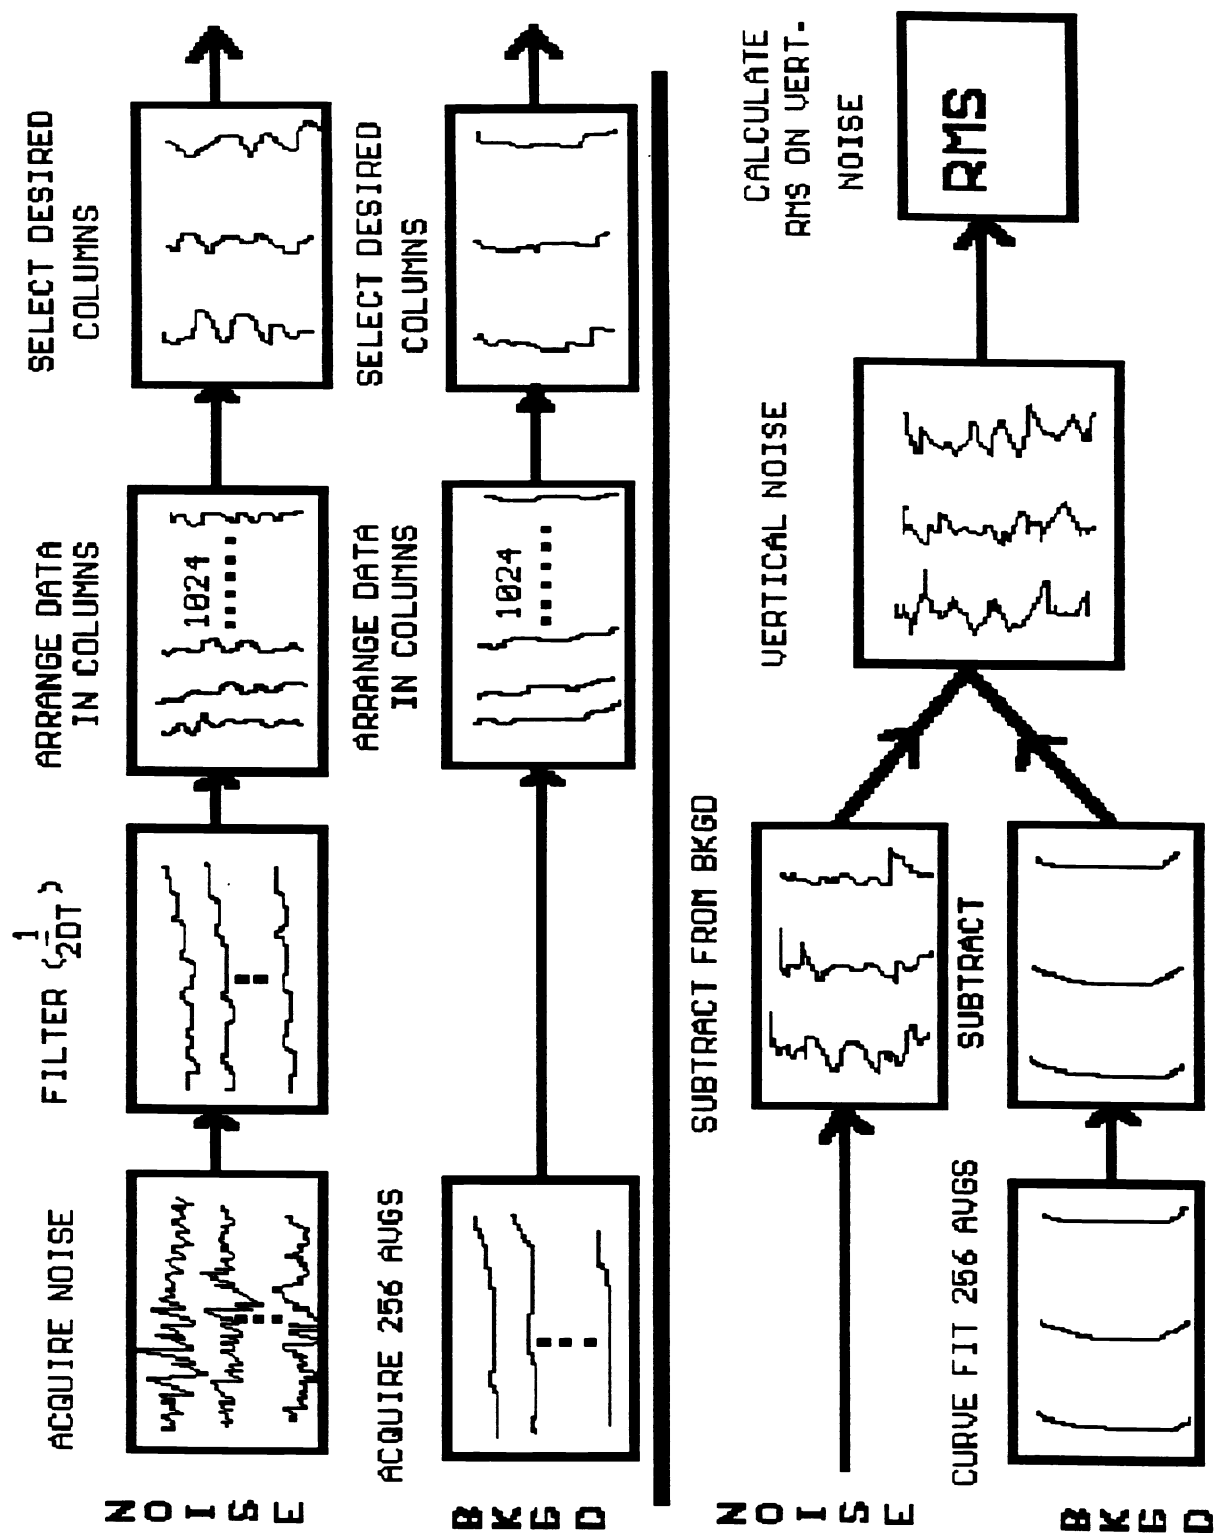 NOISE
ACQUIRE NOISE
FILTER (1/2DT)
ARRANGE DATA
IN COLUMNS
1024
SELECT DESIRED
COLUMNS
BKGD
ACQUIRE 256 AVGS
ARRANGE DATA
IN COLUMNS
1024
SELECT DESIRED
COLUMNS
NOISE
SUBTRACT FROM BKGD
VERTICAL NOISE
CALCULATE
RMS ON VERT.
NOISE
RMS
BKGD
CURVE FIT 256 AVGS
SUBTRACT